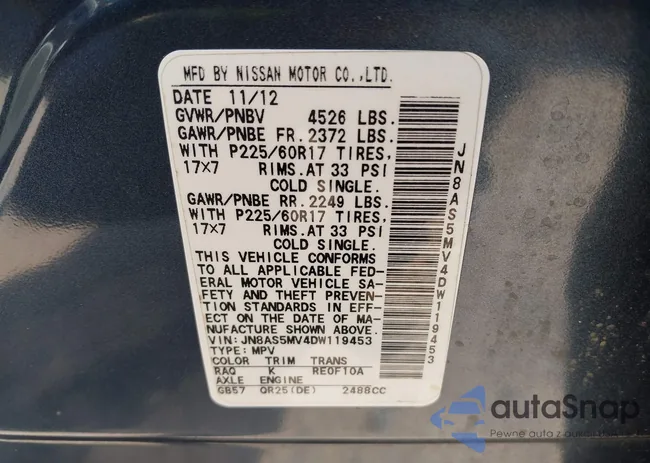 MFD BY NISSAN MOTOR CO.,LTD.
DATE 11/12
GVWR/PNBV 4526 LBS.
GAWR/PNBE FR. 2372 LBS.
WITH P225/60R17 TIRES,
17×7 RIMS.AT 33 PSI
COLD SINGLE.
GAWR/PNBE RR. 2249 LBS.
WITH P225/60R17 TIRES,
17×7 RIMS.AT 33 PSI
COLD SINGLE.
THIS VEHICLE CONFORMS
TO ALL APPLICABLE FED-
ERAL MOTOR VEHICLE SA-
FETY AND THEFT PREVEN-
TION STANDARDS IN EFF-
ECT ON THE DATE OF MA-
NUFACTURE SHOWN ABOVE.
VIN: JN8AS5MV4DW119453
TYPE: MPV
COLOR TRIM TRANS
RAQ K RE0F10A
AXLE ENGINE
GB57 QR25(DE) 2488CC
JN8AS5MV4DW119453
autoSnap
Pewne auta z aukcji